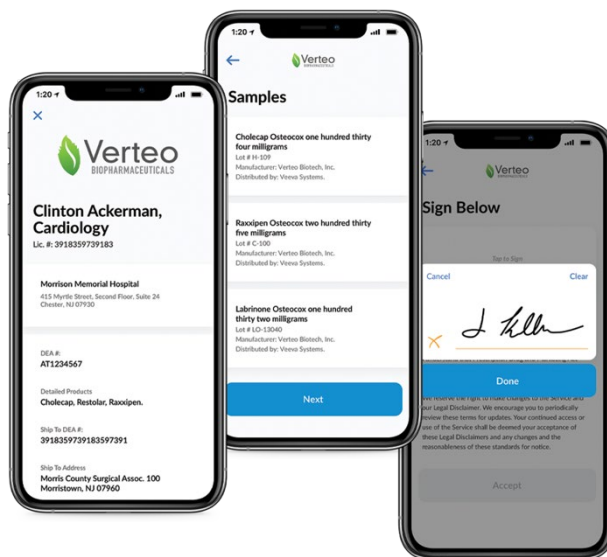 1:20
Verteo
BIOPHARMACEUTICALS
Clinton Ackerman,
Cardiology
Lic. #: 3918359739183
Morrison Memorial Hospital
415 Myrtle Street, Second Floor, Suite 24
Chester, NJ 07930
DEA #:
AT1234567
Detailed Products
Cholecap, Restolar, Raxxipen.
Ship To DEA #:
3918359739183597391
Ship To Address
Morris County Surgical Assoc. 100
Morristown, NJ 07960
1:20
Verteo
BIOPHARMACEUTICALS
Samples
Cholecap Osteocox one hundred thirty
four milligrams
Lot # H-109
Manufacturer: Verteo Biotech, Inc.
Distributed by: Veeva Systems.
Raxxipen Osteocox two hundred thirty
five milligrams
Lot # C-100
Manufacturer: Verteo Biotech, Inc.
Distributed by: Veeva Systems.
Labrinone Osteocox one hundred
thirty two milligrams
Lot # LO-13040
Manufacturer: Verteo Biotech, Inc.
Distributed by: Veeva Systems.
Next
1:20
Verteo
BIOPHARMACEUTICALS
Sign Below
Tap to Sign
Cancel
Clear
Done
We reserve the right to make changes to the Service and
our Legal Disclaimer. We encourage you to periodically
review these terms for updates. Your continued access or
use of the Service shall be deemed your acceptance of
these Legal Disclaimers and any changes and the
reasonableness of these standards for notice.
Accept